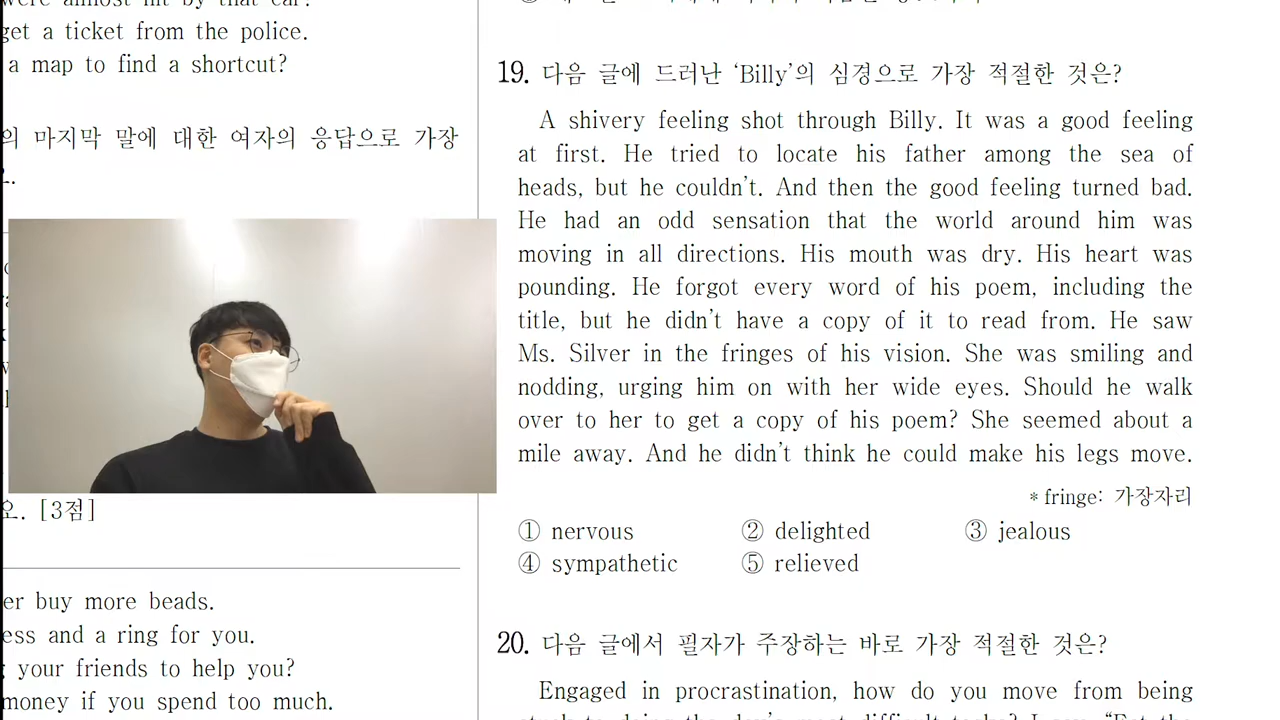 were almost hit by that car.
get a ticket from the police.
a map to find a shortcut?
의 마지막 말에 대한 여자의 응답으로 가장
요. [3점]
er buy more beads.
ess and a ring for you.
your friends to help you?
money if you spend too much.
19. 다음 글에 드러난 ‘Billy’의 심경으로 가장 적절한 것은?
A shivery feeling shot through Billy. It was a good feeling
at first. He tried to locate his father among the sea of
heads, but he couldn’t. And then the good feeling turned bad.
He had an odd sensation that the world around him was
moving in all directions. His mouth was dry. His heart was
pounding. He forgot every word of his poem, including the
title, but he didn’t have a copy of it to read from. He saw
Ms. Silver in the fringes of his vision. She was smiling and
nodding, urging him on with her wide eyes. Should he walk
over to her to get a copy of his poem? She seemed about a
mile away. And he didn’t think he could make his legs move.
* fringe: 가장자리
① nervous ② delighted ③ jealous
④ sympathetic ⑤ relieved
20. 다음 글에서 필자가 주장하는 바로 가장 적절한 것은?
Engaged in procrastination, how do you move from being